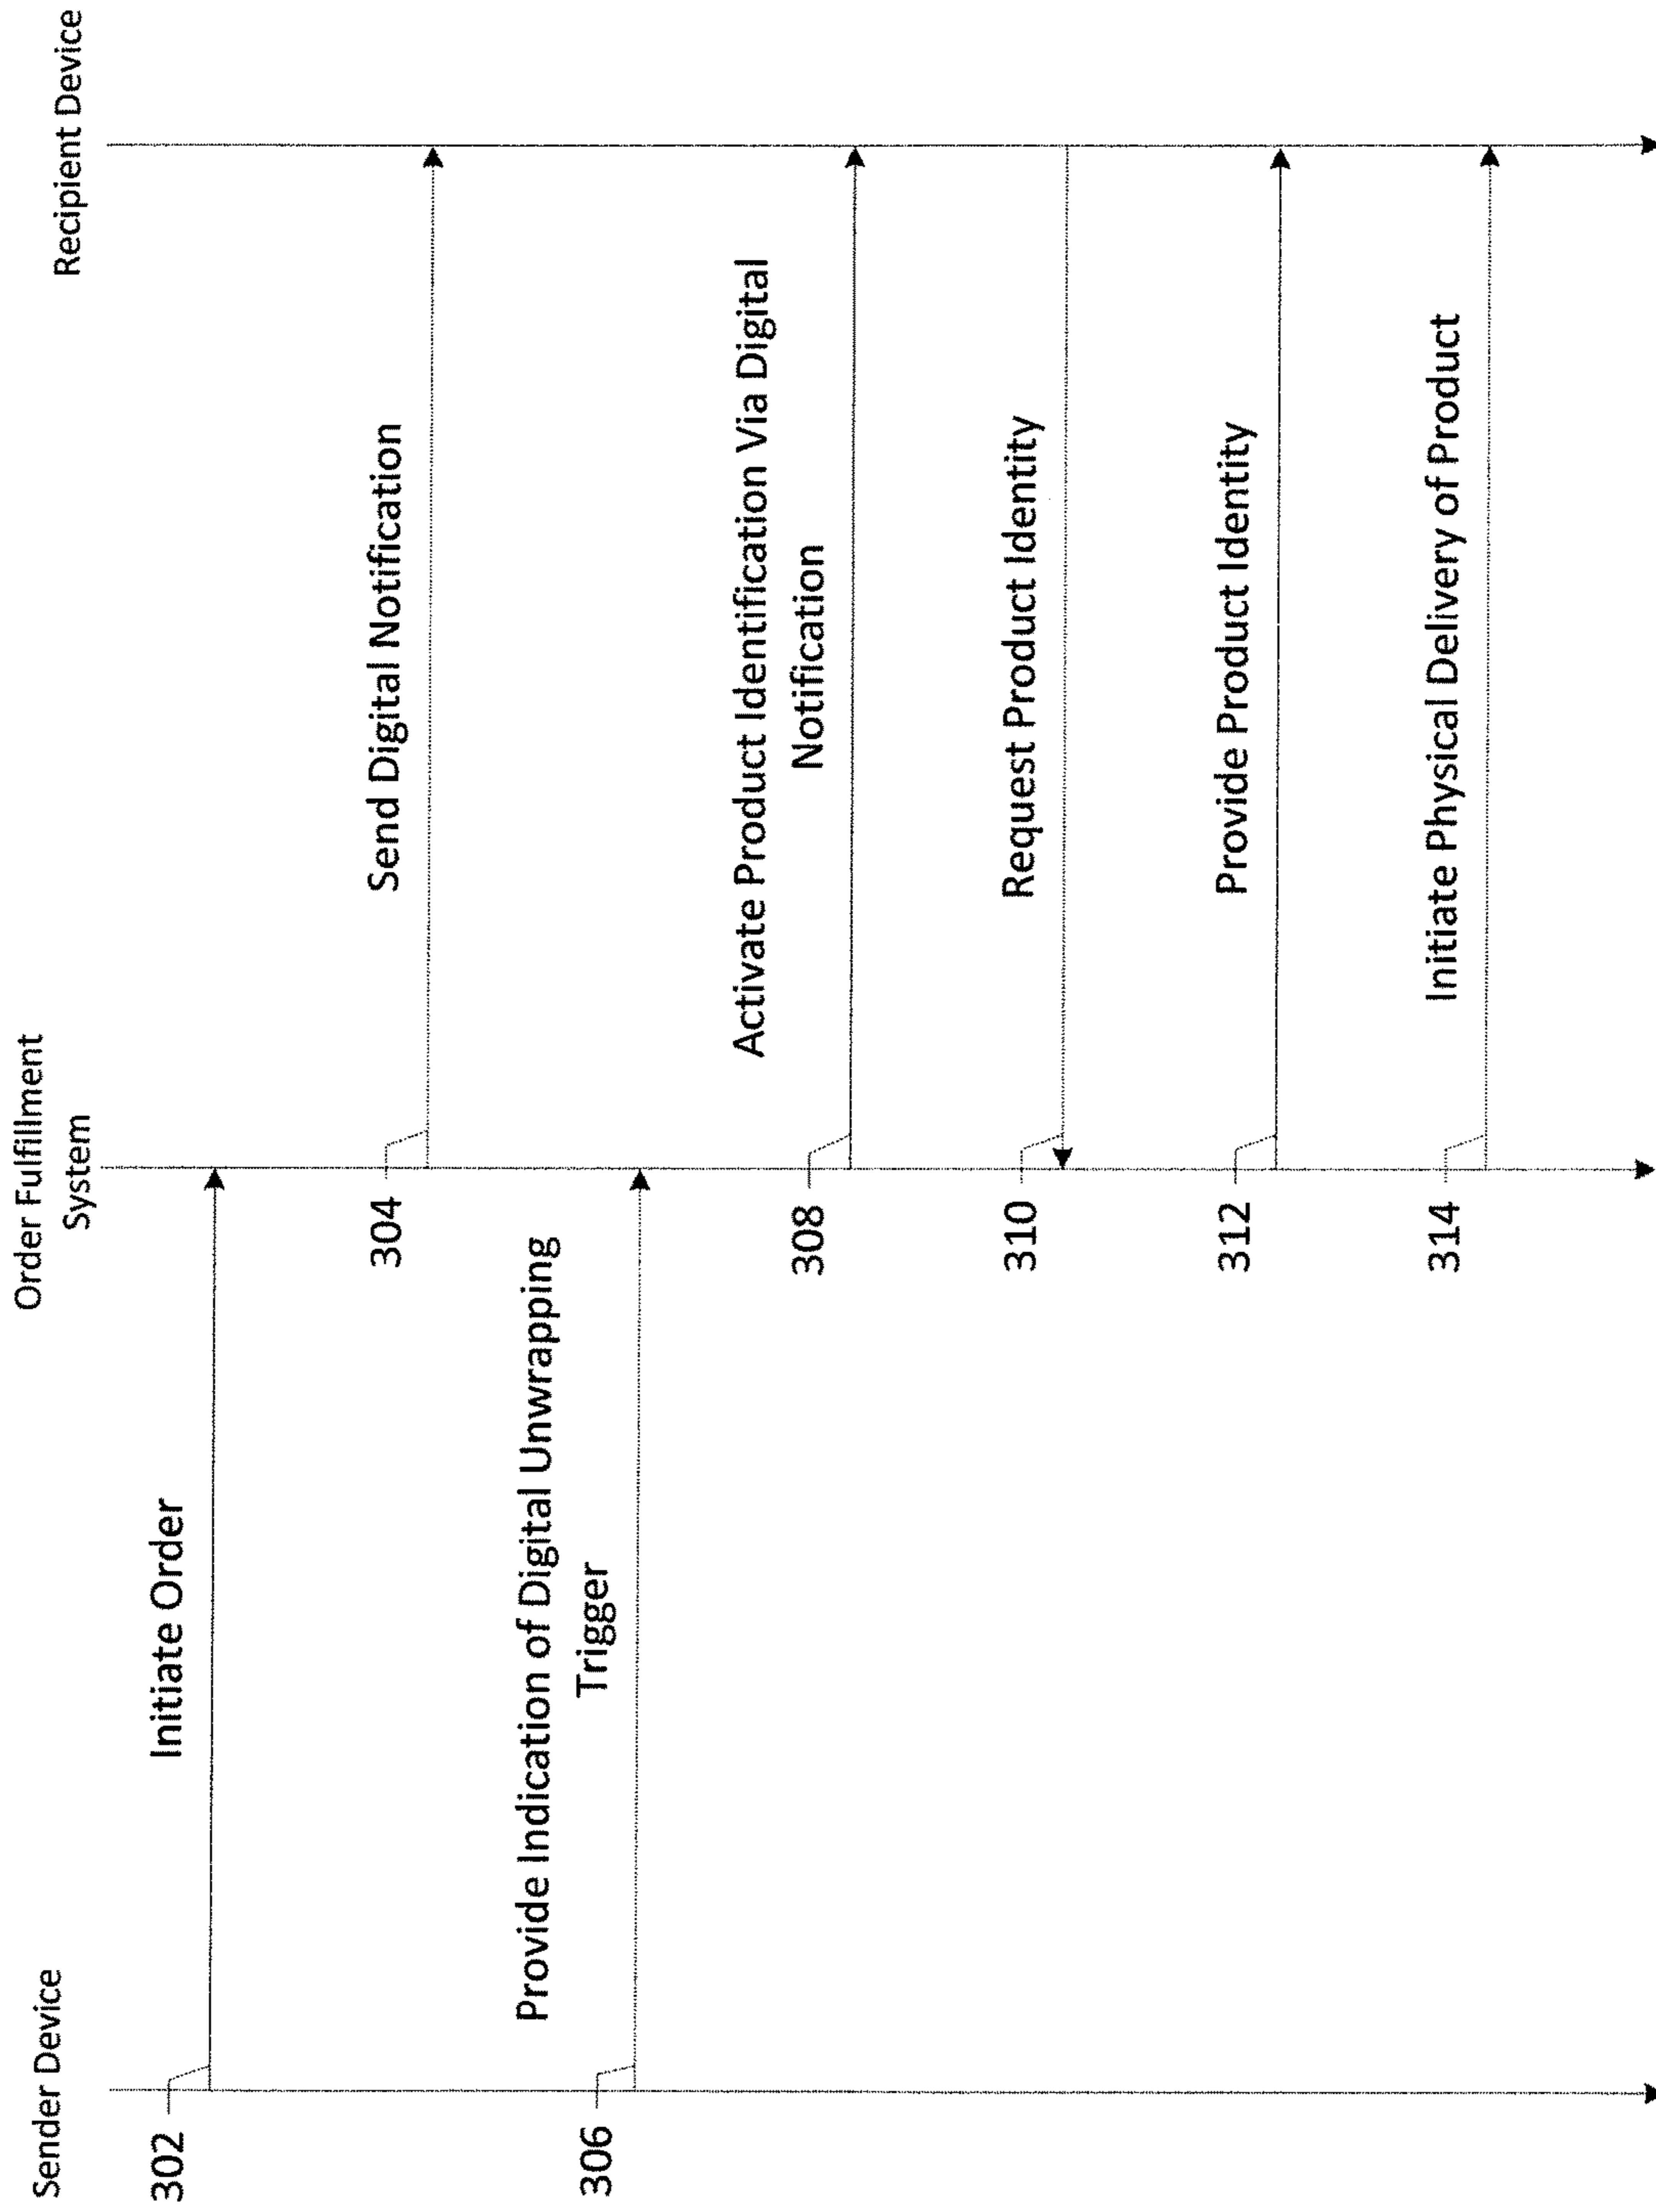 Sender Device
Order Fulfillment
System
Recipient Device
302
Initiate Order
304
Send Digital Notification
306
Provide Indication of Digital Unwrapping
Trigger
308
Activate Product Identification Via Digital
Notification
310
Request Product Identity
312
Provide Product Identity
314
Initiate Physical Delivery of Product